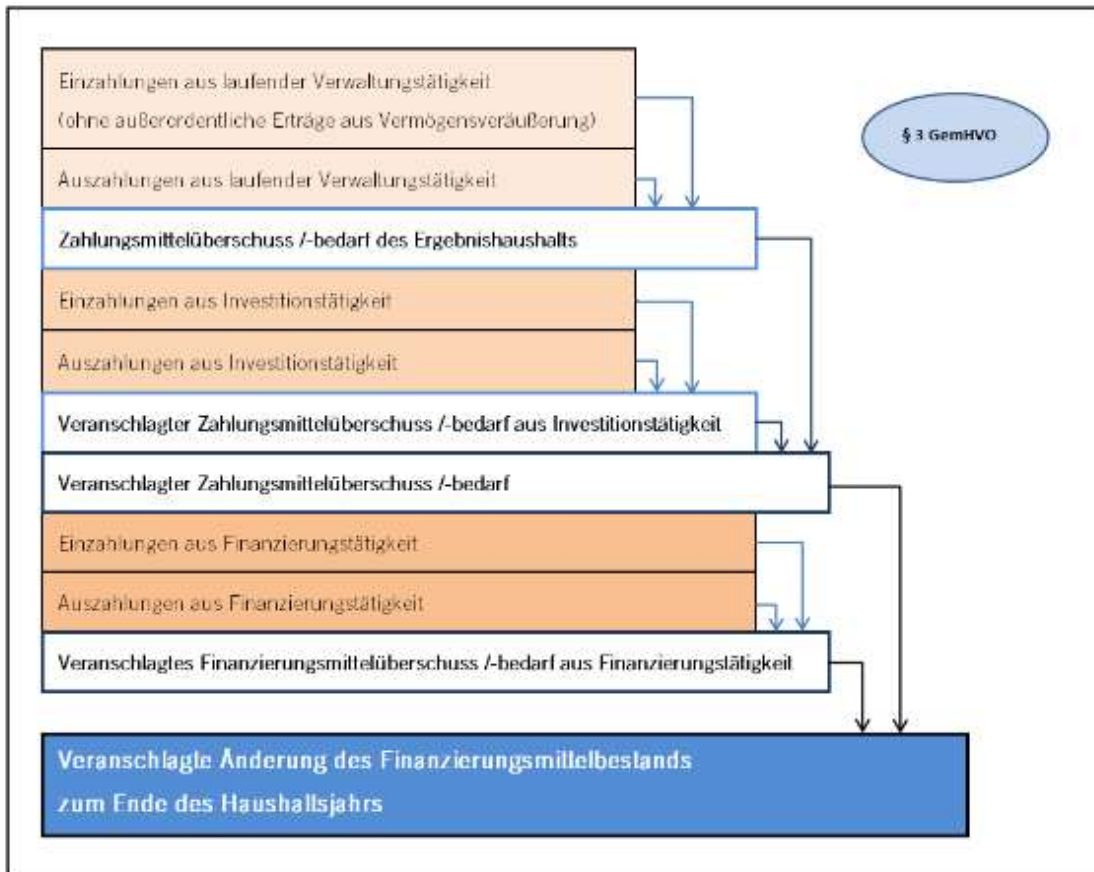 Einzahlungen aus laufender Verwaltungstätigkeit
(ohne außerordentliche Erträge aus Vermögensveräußerung)
§ 3 GemHVO
Auszahlungen aus laufender Verwaltungstätigkeit
Zahlungsmittelüberschuss /-bedarf des Ergebnishaushalts
Einzahlungen aus Investitionstätigkeit
Auszahlungen aus Investitionstätigkeit
Veranschlagter Zahlungsmittelüberschuss /-bedarf aus Investitionstätigkeit
Veranschlagter Zahlungsmittelüberschuss /-bedarf
Einzahlungen aus Finanzierungstätigkeit
Auszahlungen aus Finanzierungstätigkeit
Veranschlagtes Finanzierungsmittelüberschuss /-bedarf aus Finanzierungstätigkeit
Veranschlagte Änderung des Finanzierungsmittelbestands
zum Ende des Haushaltsjahrs